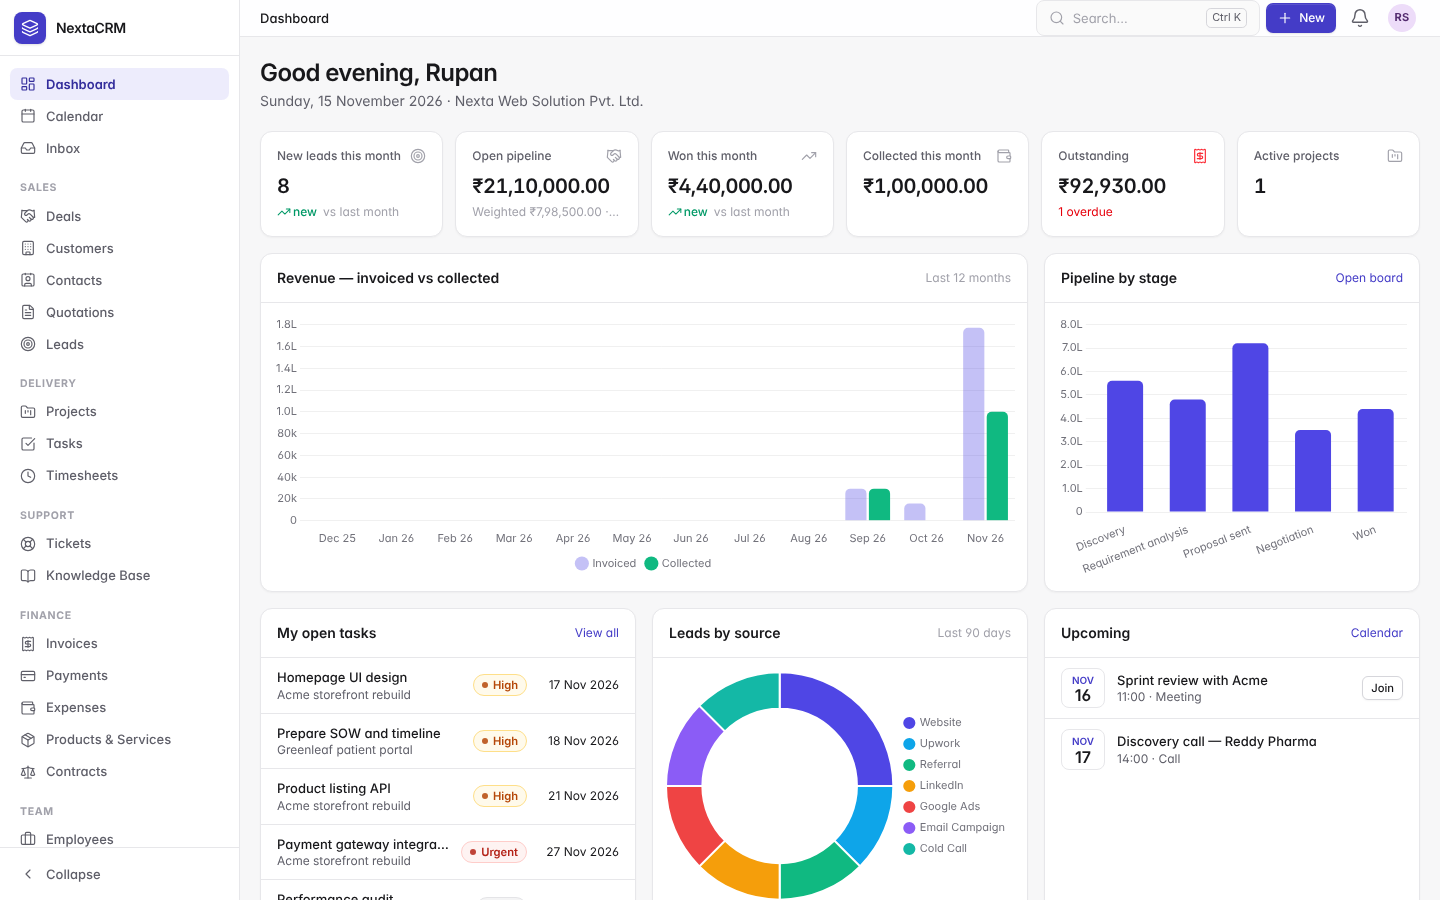 NextaCRM
Dashboard
Calendar
Inbox
SALES
Deals
Customers
Contacts
Quotations
Leads
DELIVERY
Projects
Tasks
Timesheets
SUPPORT
Tickets
Knowledge Base
FINANCE
Invoices
Payments
Expenses
Products & Services
Contracts
TEAM
Employees
Collapse
Dashboard
Search...
Ctrl K
New
RS
Good evening, Rupan
Sunday, 15 November 2026 · Nexta Web Solution Pvt. Ltd.
New leads this month
8
new vs last month
Open pipeline
₹21,10,000.00
Weighted ₹7,98,500.00 ·...
Won this month
₹4,40,000.00
new vs last month
Collected this month
₹1,00,000.00
Outstanding
₹92,930.00
1 overdue
Active projects
1
Revenue — invoiced vs collected
Last 12 months
1.8L
1.6L
1.4L
1.2L
1.0L
80k
60k
40k
20k
0
Dec 25 Jan 26 Feb 26 Mar 26 Apr 26 May 26 Jun 26 Jul 26 Aug 26 Sep 26 Oct 26 Nov 26
Invoiced Collected
Pipeline by stage
Open board
8.0L
7.0L
6.0L
5.0L
4.0L
3.0L
2.0L
1.0L
0
Discovery
Requirement analysis
Proposal sent
Negotiation
Won
My open tasks
View all
Homepage UI design
Acme storefront rebuild
High
17 Nov 2026
Prepare SOW and timeline
Greenleaf patient portal
High
18 Nov 2026
Product listing API
Acme storefront rebuild
High
21 Nov 2026
Payment gateway integra...
Acme storefront rebuild
Urgent
27 Nov 2026
Performance audit
Leads by source
Last 90 days
Website
Upwork
Referral
LinkedIn
Google Ads
Email Campaign
Cold Call
Upcoming
Calendar
NOV
16
Sprint review with Acme
11:00 · Meeting
Join
NOV
17
Discovery call — Reddy Pharma
14:00 · Call